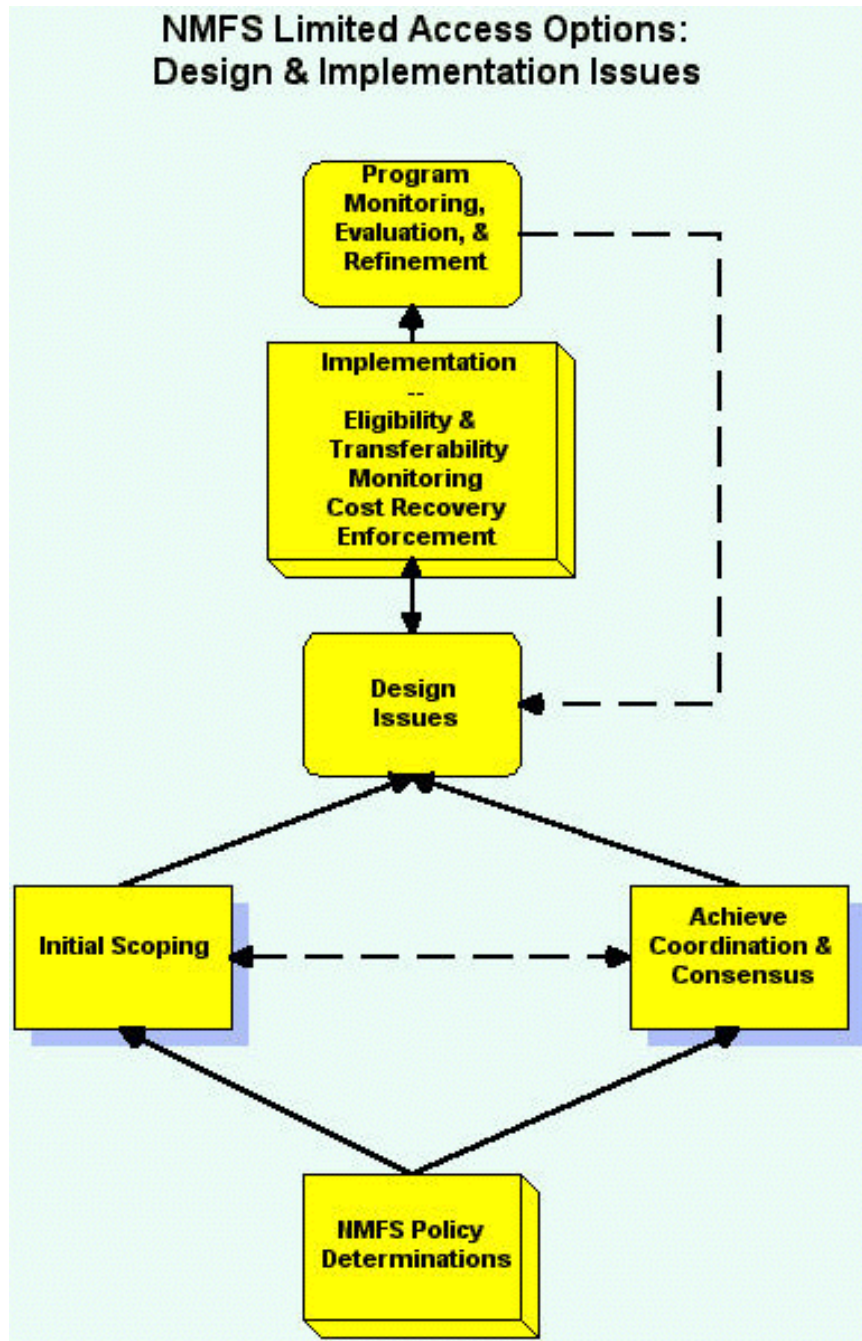 NMFS Limited Access Options:
Design & Implementation Issues
Program
Monitoring,
Evaluation, &
Refinement
Implementation
--
Eligibility &
Transferability
Monitoring
Cost Recovery
Enforcement
Design
Issues
Initial Scoping
Achieve
Coordination &
Consensus
NMFS Policy
Determinations